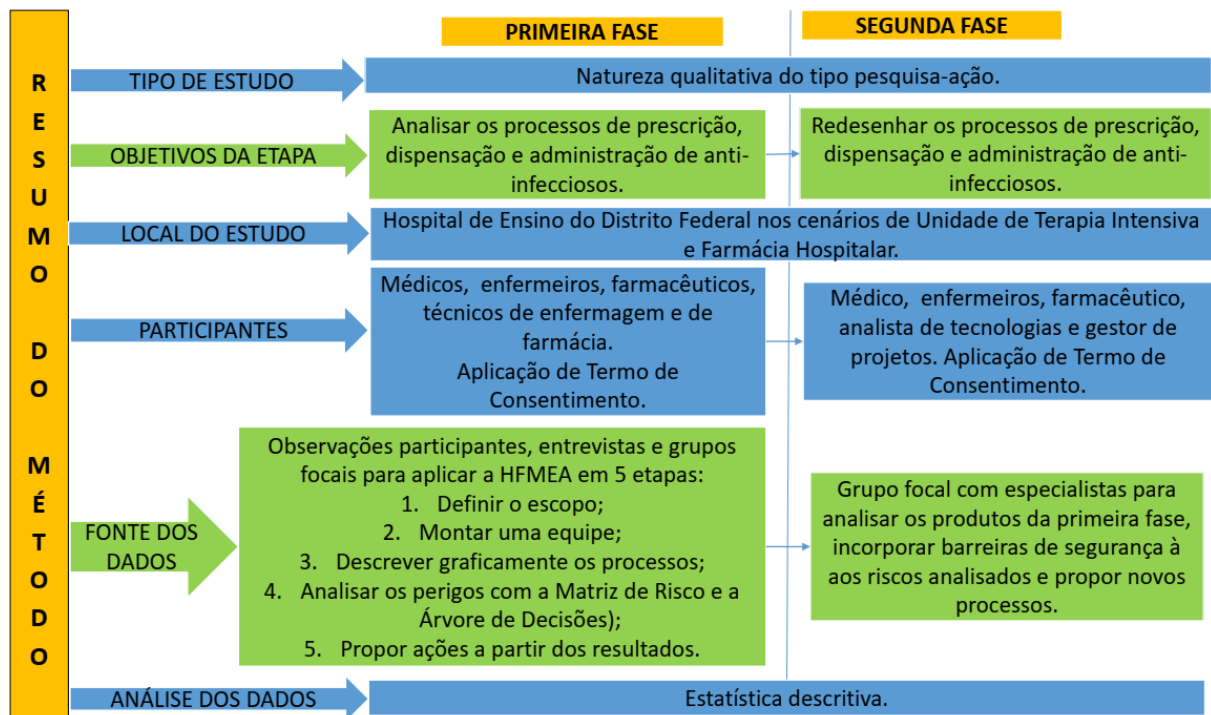 RESUMO DO MÉTODO
PRIMEIRA FASE
SEGUNDA FASE
TIPO DE ESTUDO
Natureza qualitativa do tipo pesquisa-ação.
OBJETIVOS DA ETAPA
Analisar os processos de prescrição,
dispensação e administração de anti-
infecciosos.
Redesenhar os processos de prescrição,
dispensação e administração de anti-
infecciosos.
LOCAL DO ESTUDO
Hospital de Ensino do Distrito Federal nos cenários de Unidade de Terapia Intensiva
e Farmácia Hospitalar.
PARTICIPANTES
Médicos, enfermeiros, farmacêuticos,
técnicos de enfermagem e de
farmácia.
Aplicação de Termo de
Consentimento.
Médico, enfermeiros, farmacêutico,
analista de tecnologias e gestor de
projetos. Aplicação de Termo de
Consentimento.
FONTE DOS
DADOS
Observações participantes, entrevistas e grupos
focais para aplicar a HFMEA em 5 etapas:
1. Definir o escopo;
2. Montar uma equipe;
3. Descrever graficamente os processos;
4. Analisar os perigos com a Matriz de Risco e a
Árvore de Decisões);
5. Propor ações a partir dos resultados.
Grupo focal com especialistas para
analisar os produtos da primeira fase,
incorporar barreiras de segurança à
aos riscos analisados e propor novos
processos.
ANÁLISE DOS DADOS
Estatística descritiva.